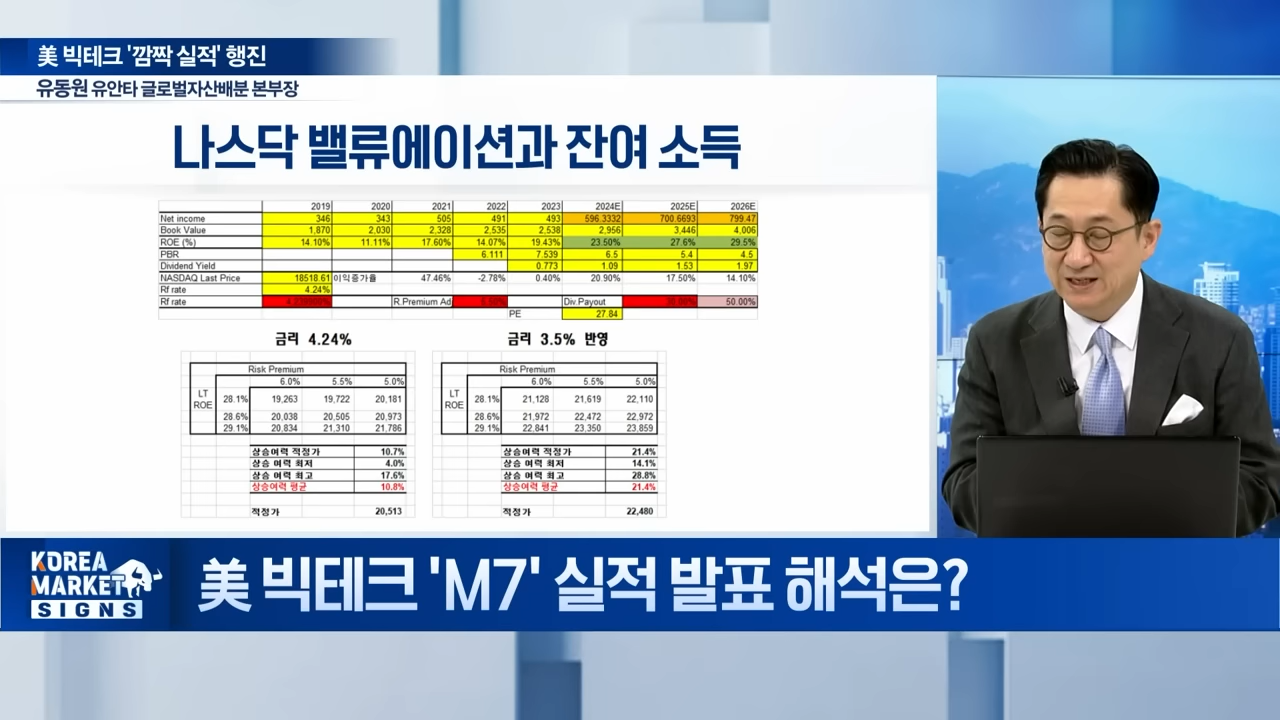 美 빅테크 '깜짝 실적' 행진
유동원 유안타 글로벌자산배분 본부장
나스닥 밸류에이션과 잔여 소득
2019 2020 2021 2022 2023 2024E 2025E 2026E
Net income 346 343 505 491 493 596.3332 700.6693 799.47
Book Value 1,870 2,030 2,328 2,535 2,538 2,956 3,446 4,006
ROE (%) 14.10% 11.11% 17.60% 14.07% 19.43% 23.50% 27.6% 29.5%
PBR 6.111 7.539 6.5 5.4 4.5
Dividend Yield 0.773 1.09 1.53 1.97
NASDAQ Last Price 18518.61 이익증가율 47.46% -2.78% 0.40% 20.90% 17.50% 14.10%
Rf rate 4.24%
Rf rate R.Premium Ad Div.Payout 50.00%
PE 27.84
금리 4.24%
Risk Premium
6.0% 5.5% 5.0%
LT ROE
28.1% 19,263 19,722 20,181
28.6% 20,038 20,505 20,973
29.1% 20,834 21,310 21,786
상승여력 적정가 10.7%
상승 여력 최저 4.0%
상승 여력 최고 17.6%
상승여력 평균 10.8%
적정가 20,513
금리 3.5% 반영
Risk Premium
6.0% 5.5% 5.0%
LT ROE
28.1% 21,128 21,619 22,110
28.6% 21,972 22,472 22,972
29.1% 22,841 23,350 23,859
상승여력 적정가 21.4%
상승 여력 최저 14.1%
상승 여력 최고 28.8%
상승여력 평균 21.4%
적정가 22,480
KOREA
MARKET
SIGNS
美 빅테크 'M7' 실적 발표 해석은?